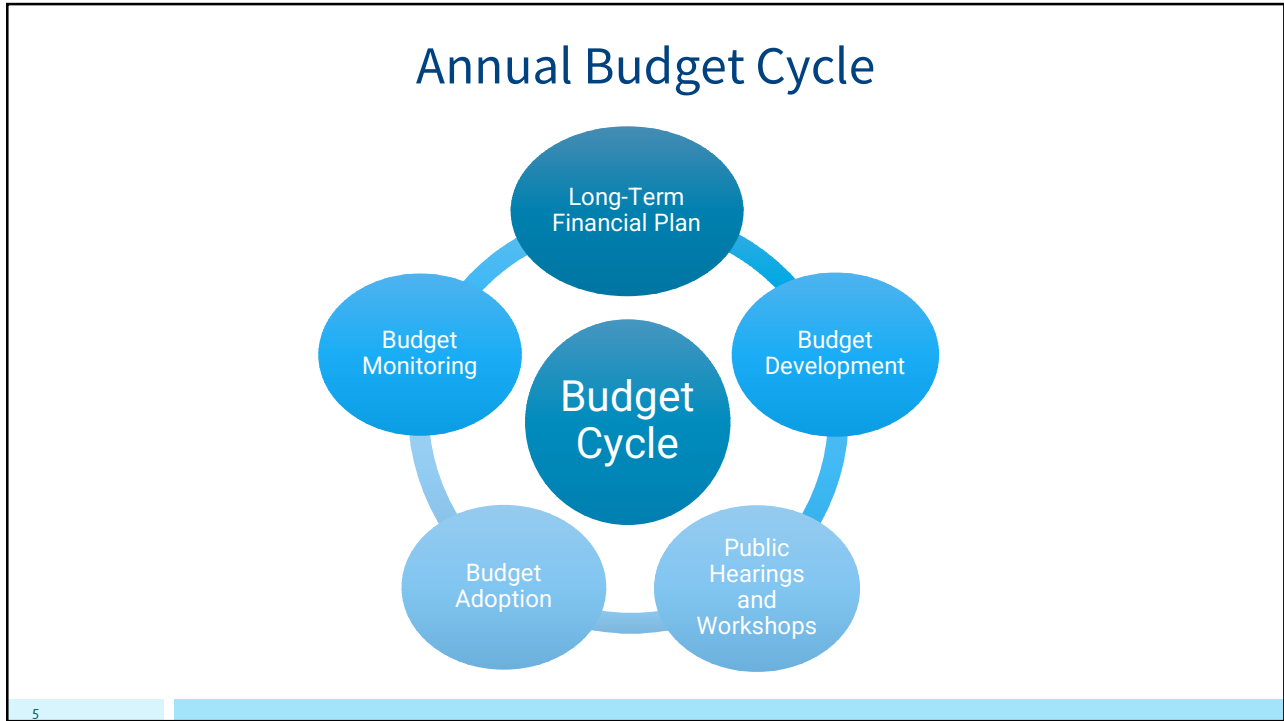 Annual Budget Cycle
Long-Term
Financial Plan
Budget
Development
Public
Hearings
and
Workshops
Budget
Adoption
Budget
Monitoring
Budget
Cycle
5